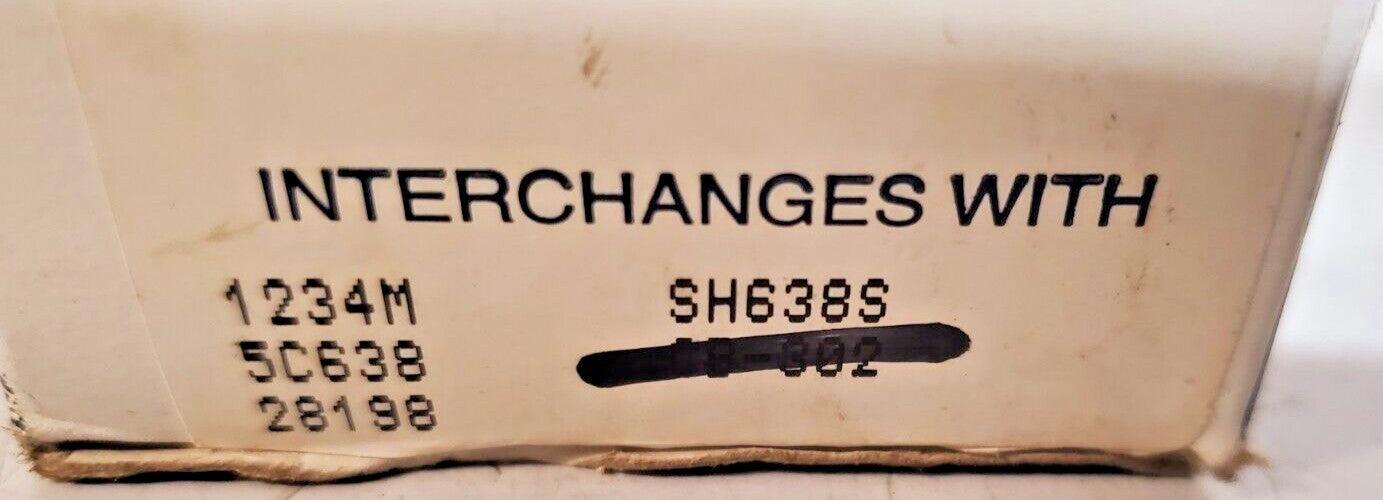 INTERCHANGES WITH
1234M SH638S
5C638
28198